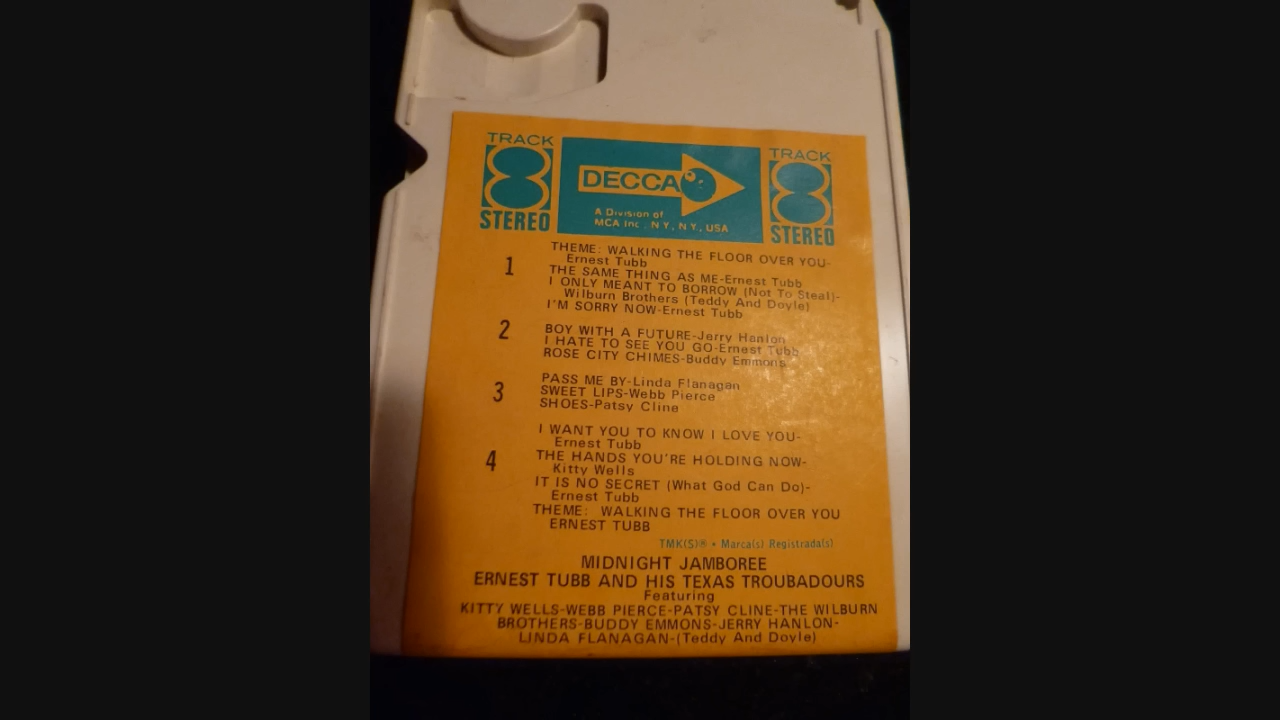 TRACK
8
STEREO
DECCA
A Division of
MCA Inc., N.Y., N.Y., USA
TRACK
8
STEREO
1
THEME: WALKING THE FLOOR OVER YOU-
Ernest Tubb
THE SAME THING AS ME-Ernest Tubb
I ONLY MEANT TO BORROW (Not To Steal)-
Wilburn Brothers (Teddy And Doyle)
I'M SORRY NOW-Ernest Tubb
2
BOY WITH A FUTURE-Jerry Hanlon
I HATE TO SEE YOU GO-Ernest Tubb
ROSE CITY CHIMES-Buddy Emmons
3
PASS ME BY-Linda Flanagan
SWEET LIPS-Webb Pierce
SHOES-Patsy Cline
4
I WANT YOU TO KNOW I LOVE YOU-
Ernest Tubb
THE HANDS YOU'RE HOLDING NOW-
Kitty Wells
IT IS NO SECRET (What God Can Do)-
Ernest Tubb
THEME: WALKING THE FLOOR OVER YOU
ERNEST TUBB
TMK(S)® • Marca(s) Registrada(s)
MIDNIGHT JAMBOREE
ERNEST TUBB AND HIS TEXAS TROUBADOURS
Featuring
KITTY WELLS-WEBB PIERCE-PATSY CLINE-THE WILBURN
BROTHERS-BUDDY EMMONS-JERRY HANLON-
LINDA FLANAGAN-(Teddy And Doyle)